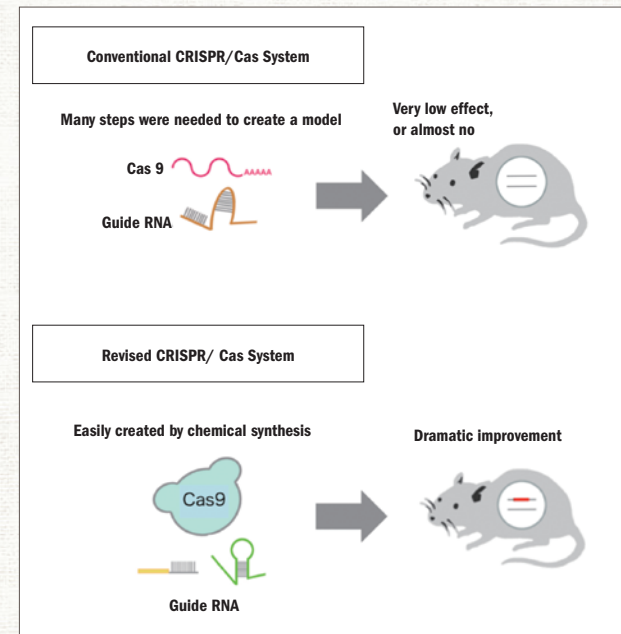 Conventional CRISPR/Cas System
Many steps were needed to create a model
Very low effect,
or almost no
Cas 9
AAAAA
Guide RNA
Revised CRISPR/ Cas System
Easily created by chemical synthesis
Dramatic improvement
Cas9
Guide RNA